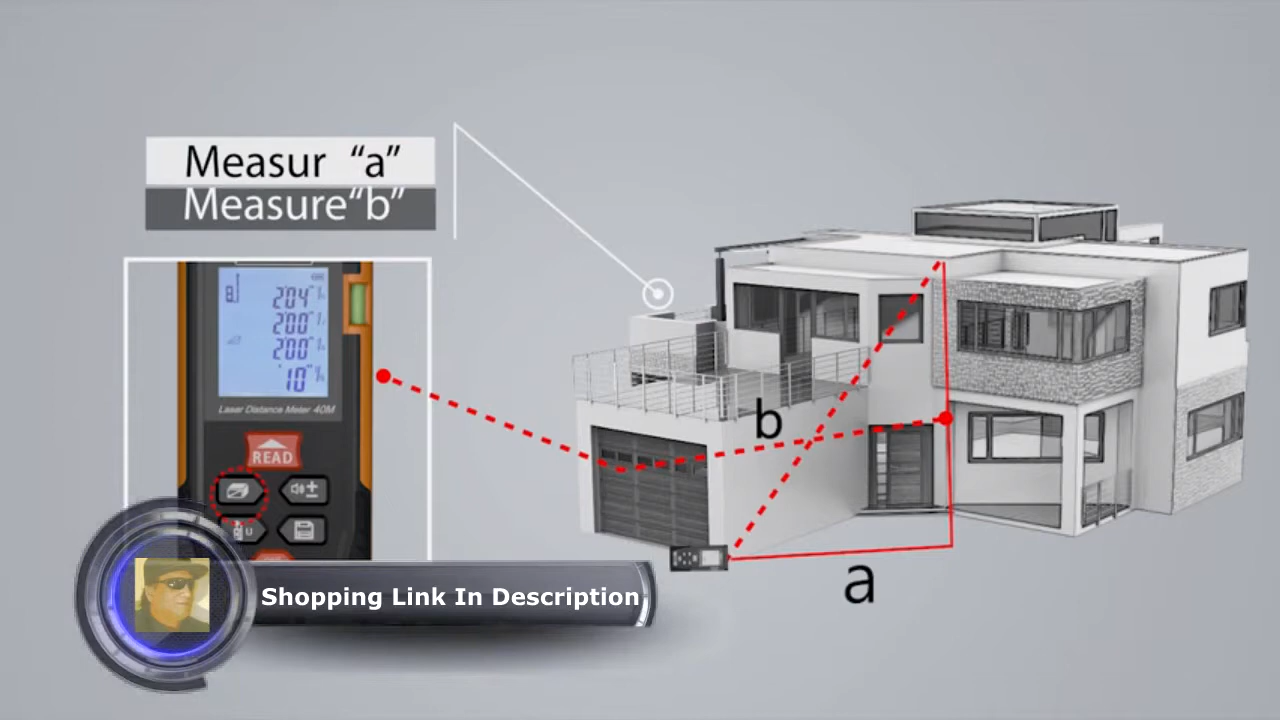 Measur “a”
Measure“b”
204
200
200
10
Laser Distance Meter 40M
READ
b
a
Shopping Link In Description